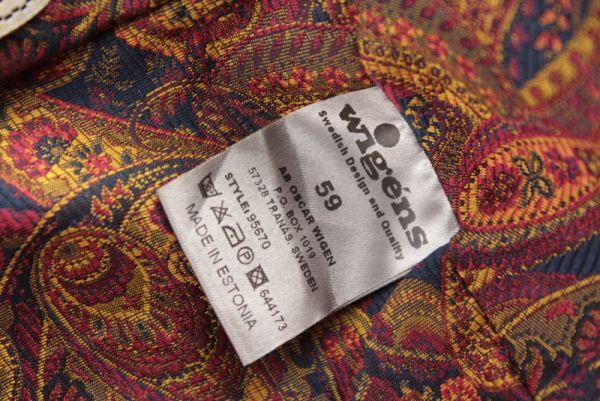 wigéns
Swedish Design and Quality
59
AB OSCAR WIGEN
P.O. BOX 1019
57328 TRANAS. SWEDEN
STYLE: 95670
644173
MADE IN ESTONIA